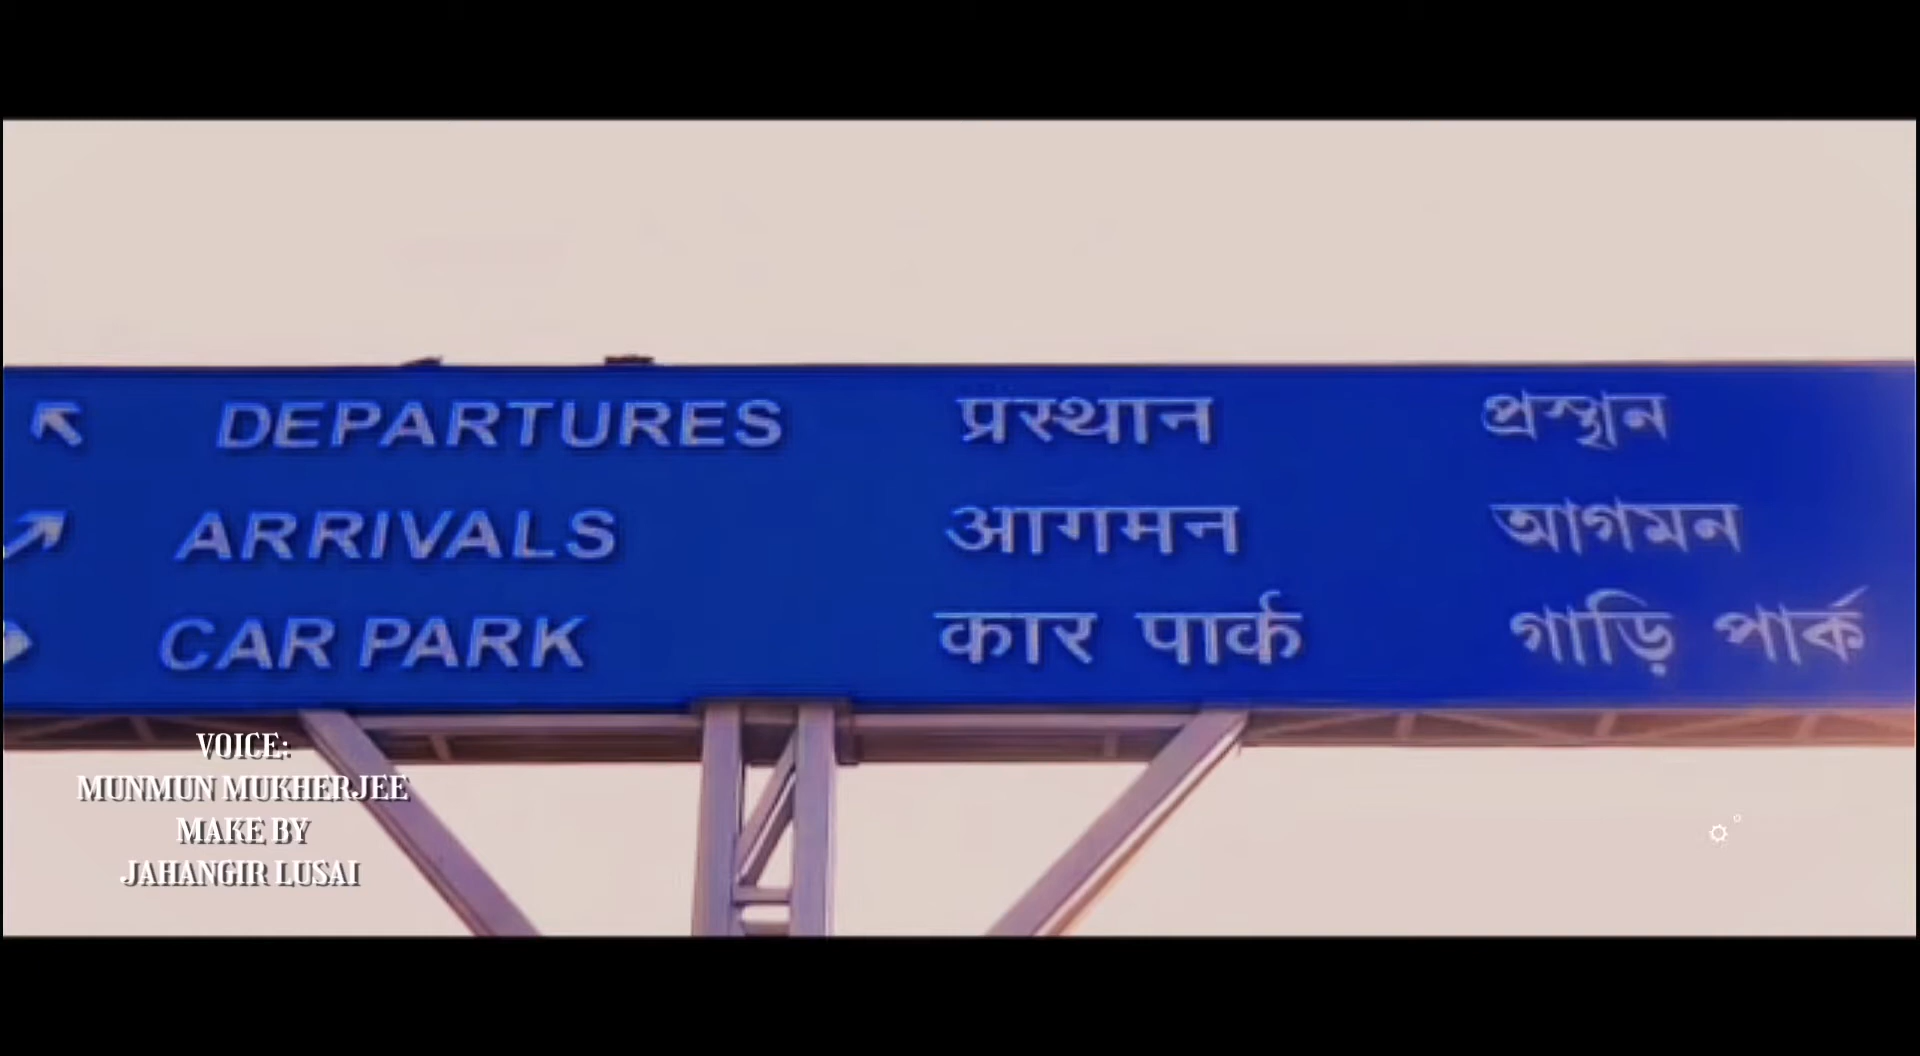 DEPARTURES प्रस्थान প্রস্থান
ARRIVALS आगमन আগমন
CAR PARK कार पार्क গাড়ি পার্ক
VOICE:
MUNMUN MUKHERJEE
MAKE BY
JAHANGIR LUSAI